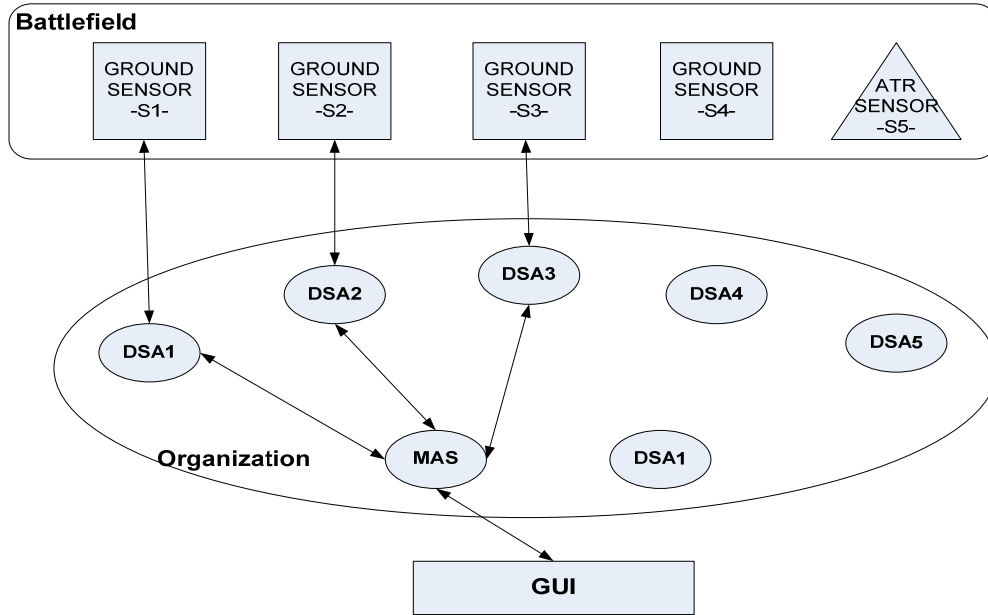 Battlefield
GROUND
SENSOR
-S1-
GROUND
SENSOR
-S2-
GROUND
SENSOR
-S3-
GROUND
SENSOR
-S4-
ATR
SENSOR
-S5-
DSA3
DSA2
DSA4
DSA5
DSA1
Organization
MAS
DSA1
GUI